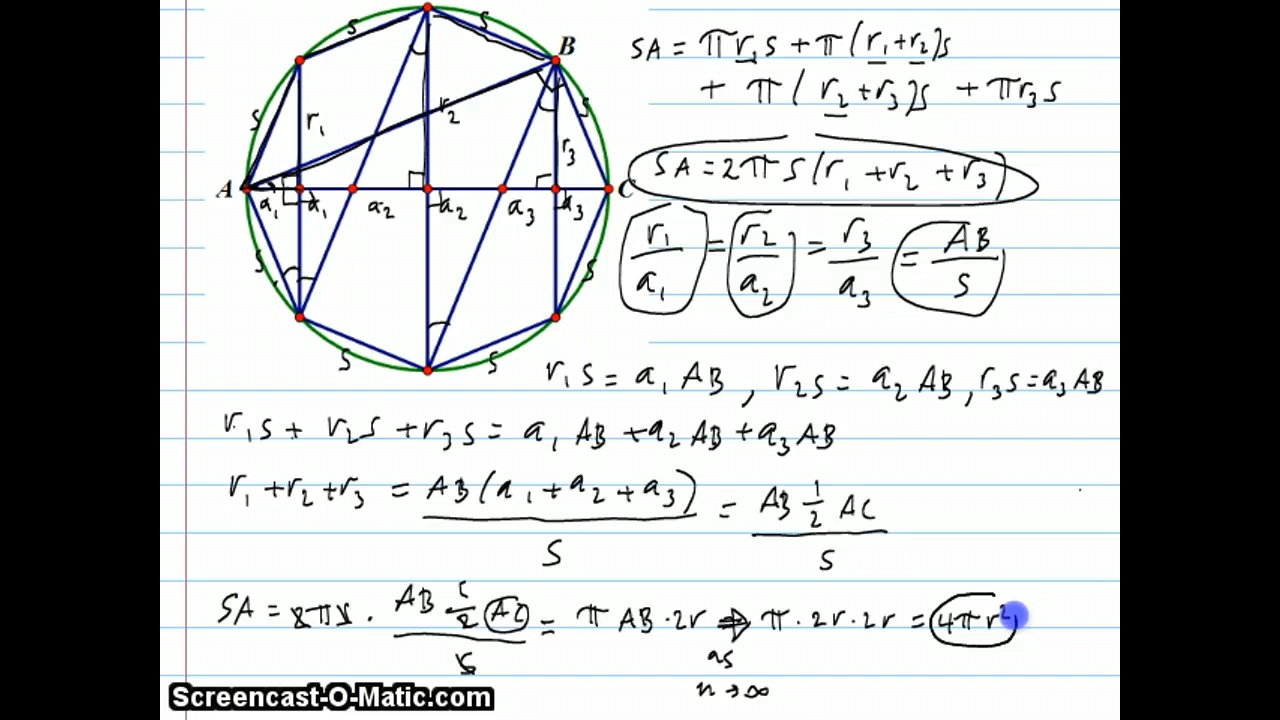 SA = πr₁s + π(r₁+r₂)s
+ π(r₂+r₃)s + πr₃s
SA = 2πs(r₁+r₂+r₃)
r₁/a₁ = r₂/a₂ = r₃/a₃ = AB/s
s s B
s r₁ r₂ s
r₃
A a₁ a₁ a₂ a₂ a₃ a₃ C
s s
s s
r₁s = a₁AB, r₂s = a₂AB, r₃s = a₃AB
r₁s + r₂s + r₃s = a₁AB + a₂AB + a₃AB
r₁+r₂+r₃ = AB(a₁+a₂+a₃)/s = AB ½ AC/s
SA = 2πs · AB ½ AC/s = π AB·2r ⇒ π·2r·2r = 4πr²
as
n→∞
Screencast-O-Matic.com